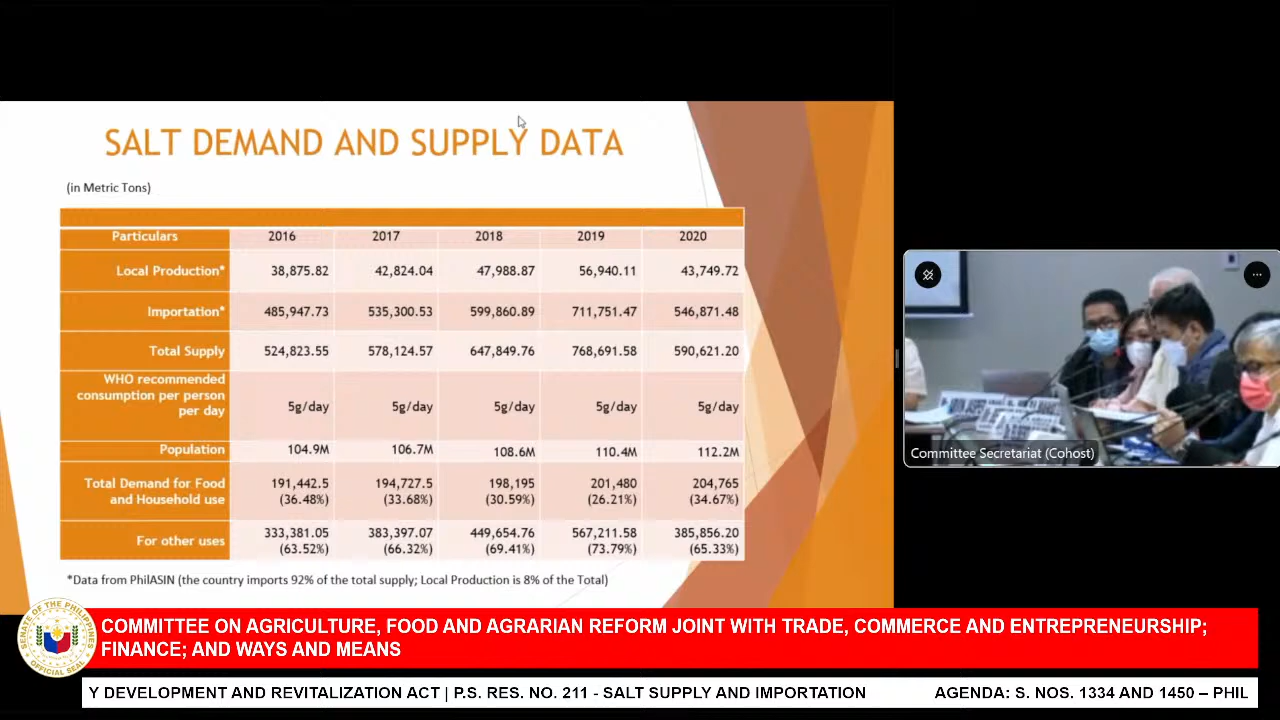 SALT DEMAND AND SUPPLY DATA
(in Metric Tons)
Particulars 2016 2017 2018 2019 2020
Local Production* 38,875.82 42,824.04 47,988.87 56,940.11 43,749.72
Importation* 485,947.73 535,300.53 599,860.89 711,751.47 546,871.48
Total Supply 524,823.55 578,124.57 647,849.76 768,691.58 590,621.20
WHO recommended
consumption per person
per day 5g/day 5g/day 5g/day 5g/day 5g/day
Population 104.9M 106.7M 108.6M 110.4M 112.2M
Total Demand for Food 191,442.5 194,727.5 198,195 201,480 204,765
and Household use (36.48%) (33.68%) (30.59%) (26.21%) (34.67%)
For other uses 333,381.05 383,397.07 449,654.76 567,211.58 385,856.20
(63.52%) (66.32%) (69.41%) (73.79%) (65.33%)
*Data from PhilASIN (the country imports 92% of the total supply; Local Production is 8% of the Total)
Committee Secretariat (Cohost)
SENATE OF THE PHILIPPINES
OFFICIAL SEAL
COMMITTEE ON AGRICULTURE, FOOD AND AGRARIAN REFORM JOINT WITH TRADE, COMMERCE AND ENTREPRENEURSHIP;
FINANCE; AND WAYS AND MEANS
Y DEVELOPMENT AND REVITALIZATION ACT | P.S. RES. NO. 211 - SALT SUPPLY AND IMPORTATION AGENDA: S. NOS. 1334 AND 1450 – PHIL